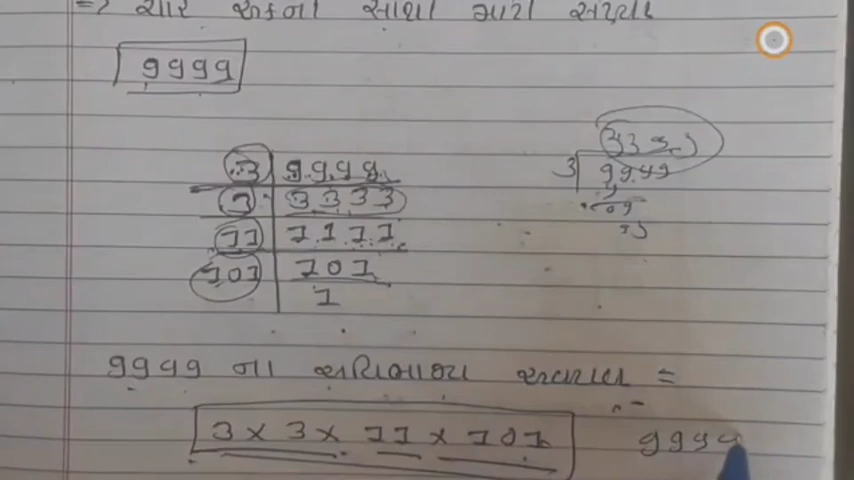 => ચાર અંકની સૌથી મોટી સંખ્યા
9999
3 | 9999
3 | 3333
11 | 1111
101 | 101
1
3 9999
09
9999 ના અવિભાજ્ય અવયવ =
3 × 3 × 11 × 101 9999